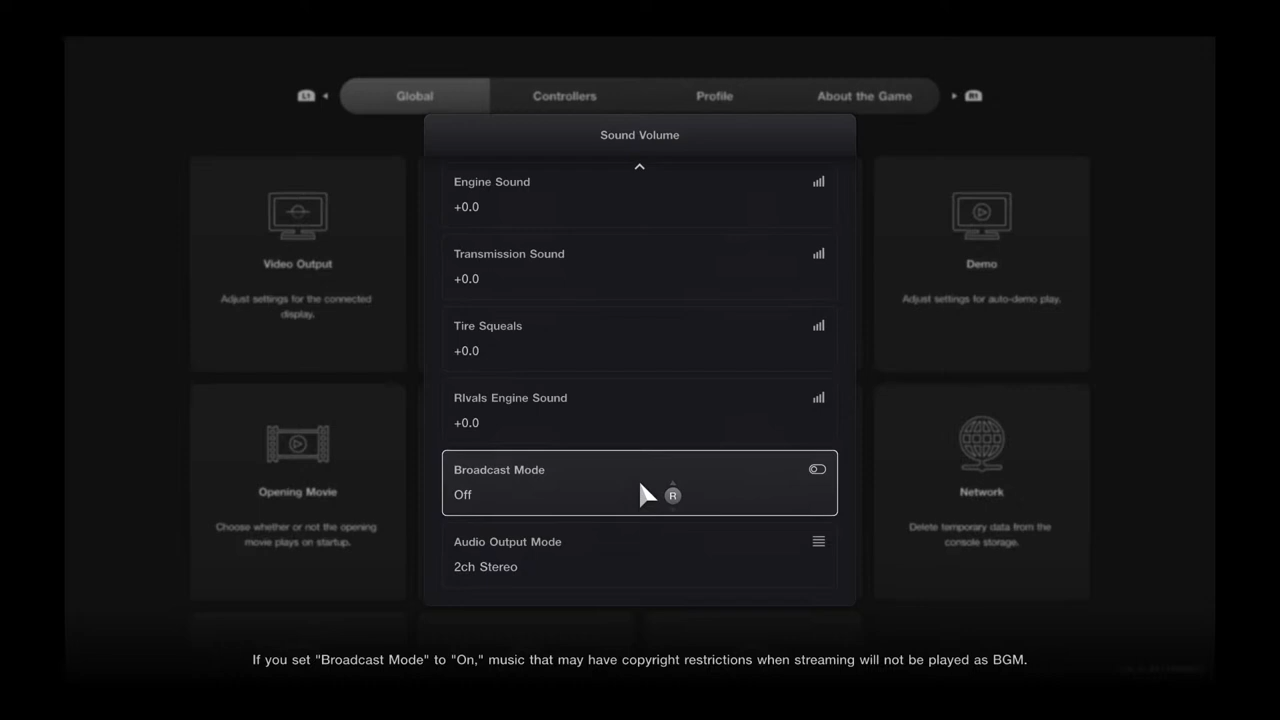 L1
Global
Controllers
Profile
About the Game
R1
Sound Volume
Engine Sound
+0.0
Transmission Sound
+0.0
Tire Squeals
+0.0
RIvals Engine Sound
+0.0
Broadcast Mode
Off
R
Audio Output Mode
2ch Stereo
Video Output
Adjust settings for the connected
display.
Demo
Adjust settings for auto-demo play.
Opening Movie
Choose whether or not the opening
movie plays on startup.
Network
Delete temporary data from the
console storage.
If you set "Broadcast Mode" to "On," music that may have copyright restrictions when streaming will not be played as BGM.